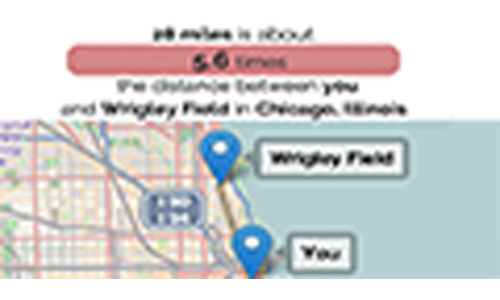 28 miles is about
5.6 times
the distance between you
and Wrigley Field in Chicago, Illinois
Wrigley Field
You